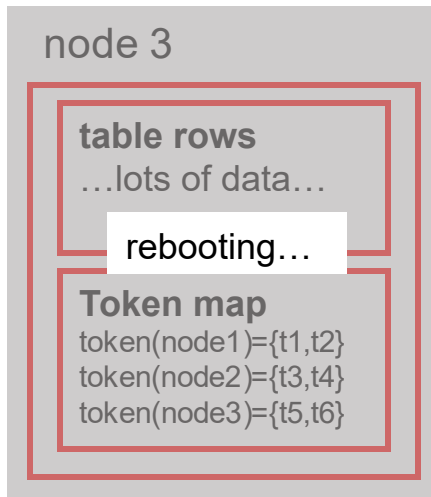 node 3
table rows
…lots of data…
rebooting…
Token map
token(node1)={t1,t2}
token(node2)={t3,t4}
token(node3)={t5,t6}